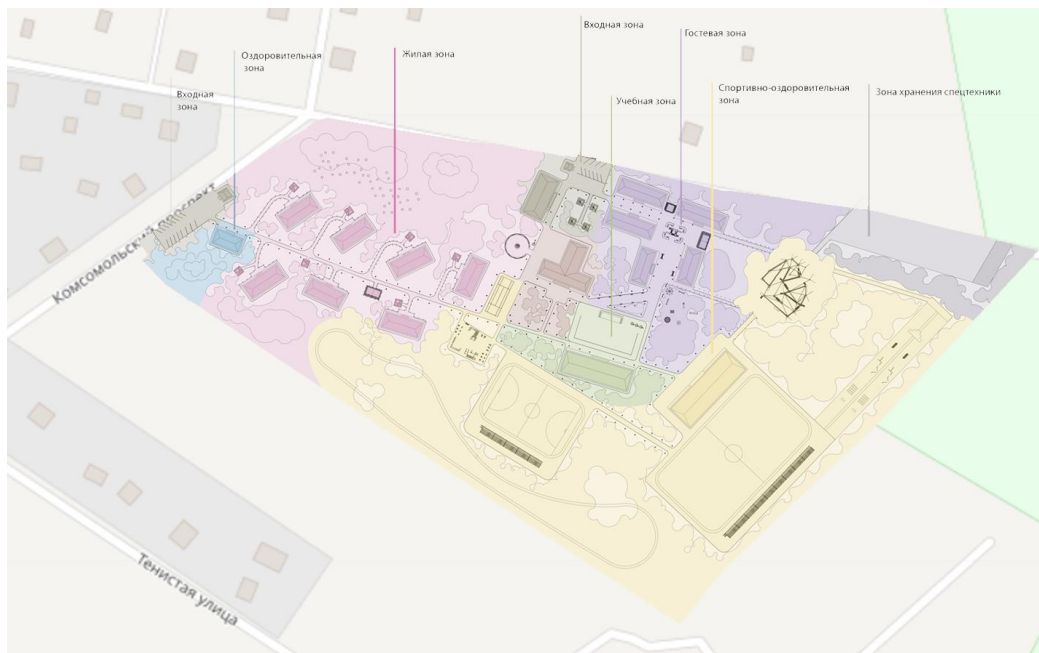 Входная зона
Гостевая зона
Оздоровительная
зона
Жилая зона
Спортивно-оздоровительная
зона
Зона хранения спецтехники
Входная
зона
Учебная зона
Комсомольский проспект
Тенистая улица